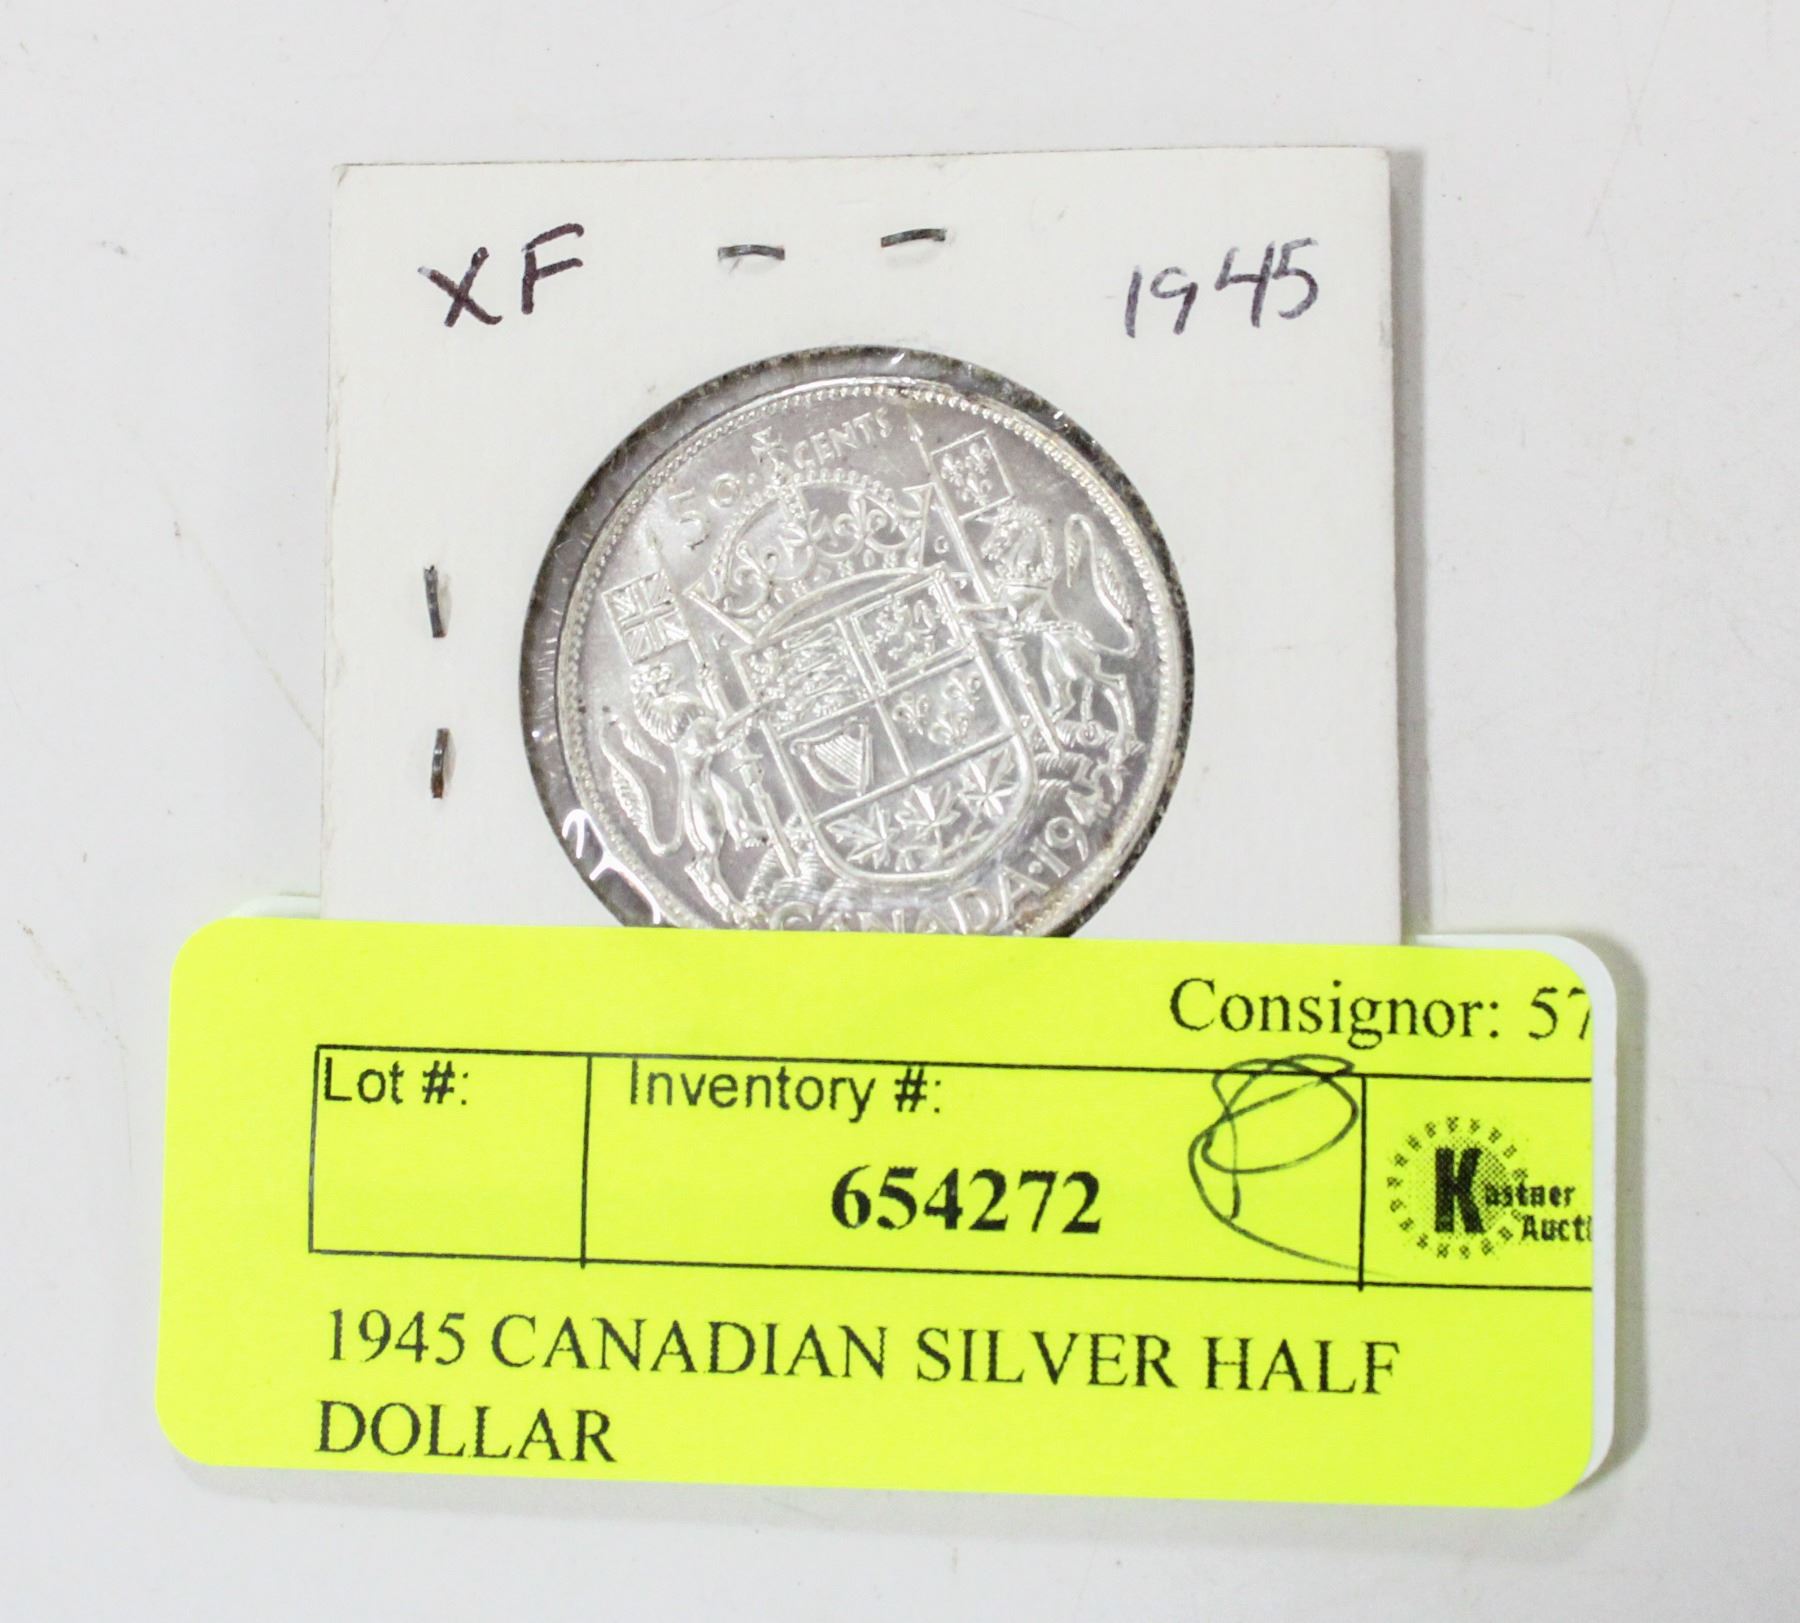 XF
1945
50 CENTS
K G
CANADA · 1945
Consignor: 57
Lot #:
Inventory #:
654272
Kastner
Aucti
1945 CANADIAN SILVER HALF
DOLLAR